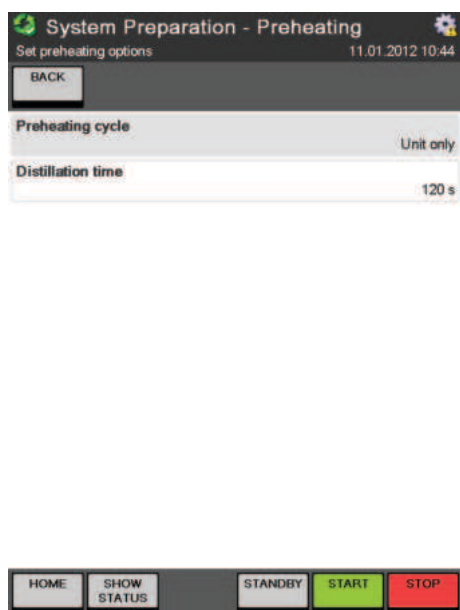 System Preparation - Preheating
Set preheating options 11.01.2012 10:44
BACK
Preheating cycle
Unit only
Distillation time
120 s
HOME SHOW STATUS STANDBY START STOP